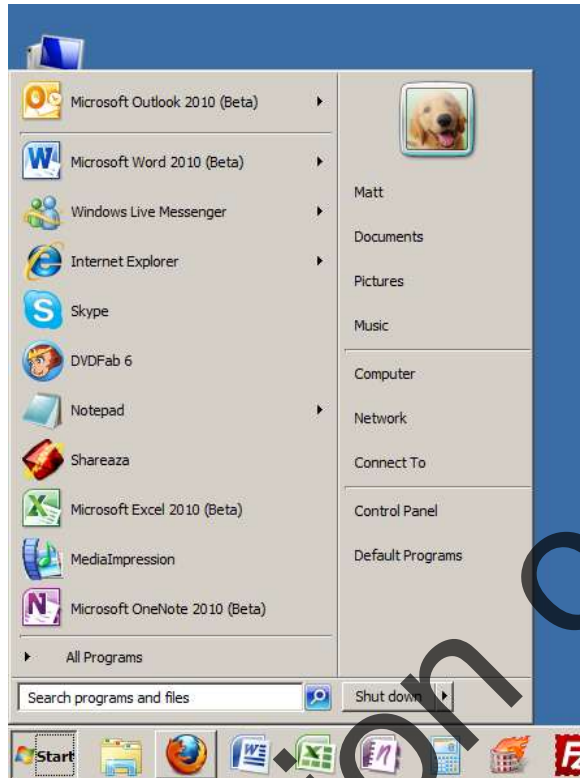 Microsoft Outlook 2010 (Beta)
Microsoft Word 2010 (Beta)
Windows Live Messenger
Internet Explorer
Skype
DVDFab 6
Notepad
Shareaza
Microsoft Excel 2010 (Beta)
MediaImpression
Microsoft OneNote 2010 (Beta)
All Programs
Search programs and files
Matt
Documents
Pictures
Music
Computer
Network
Connect To
Control Panel
Default Programs
Shut down
Start